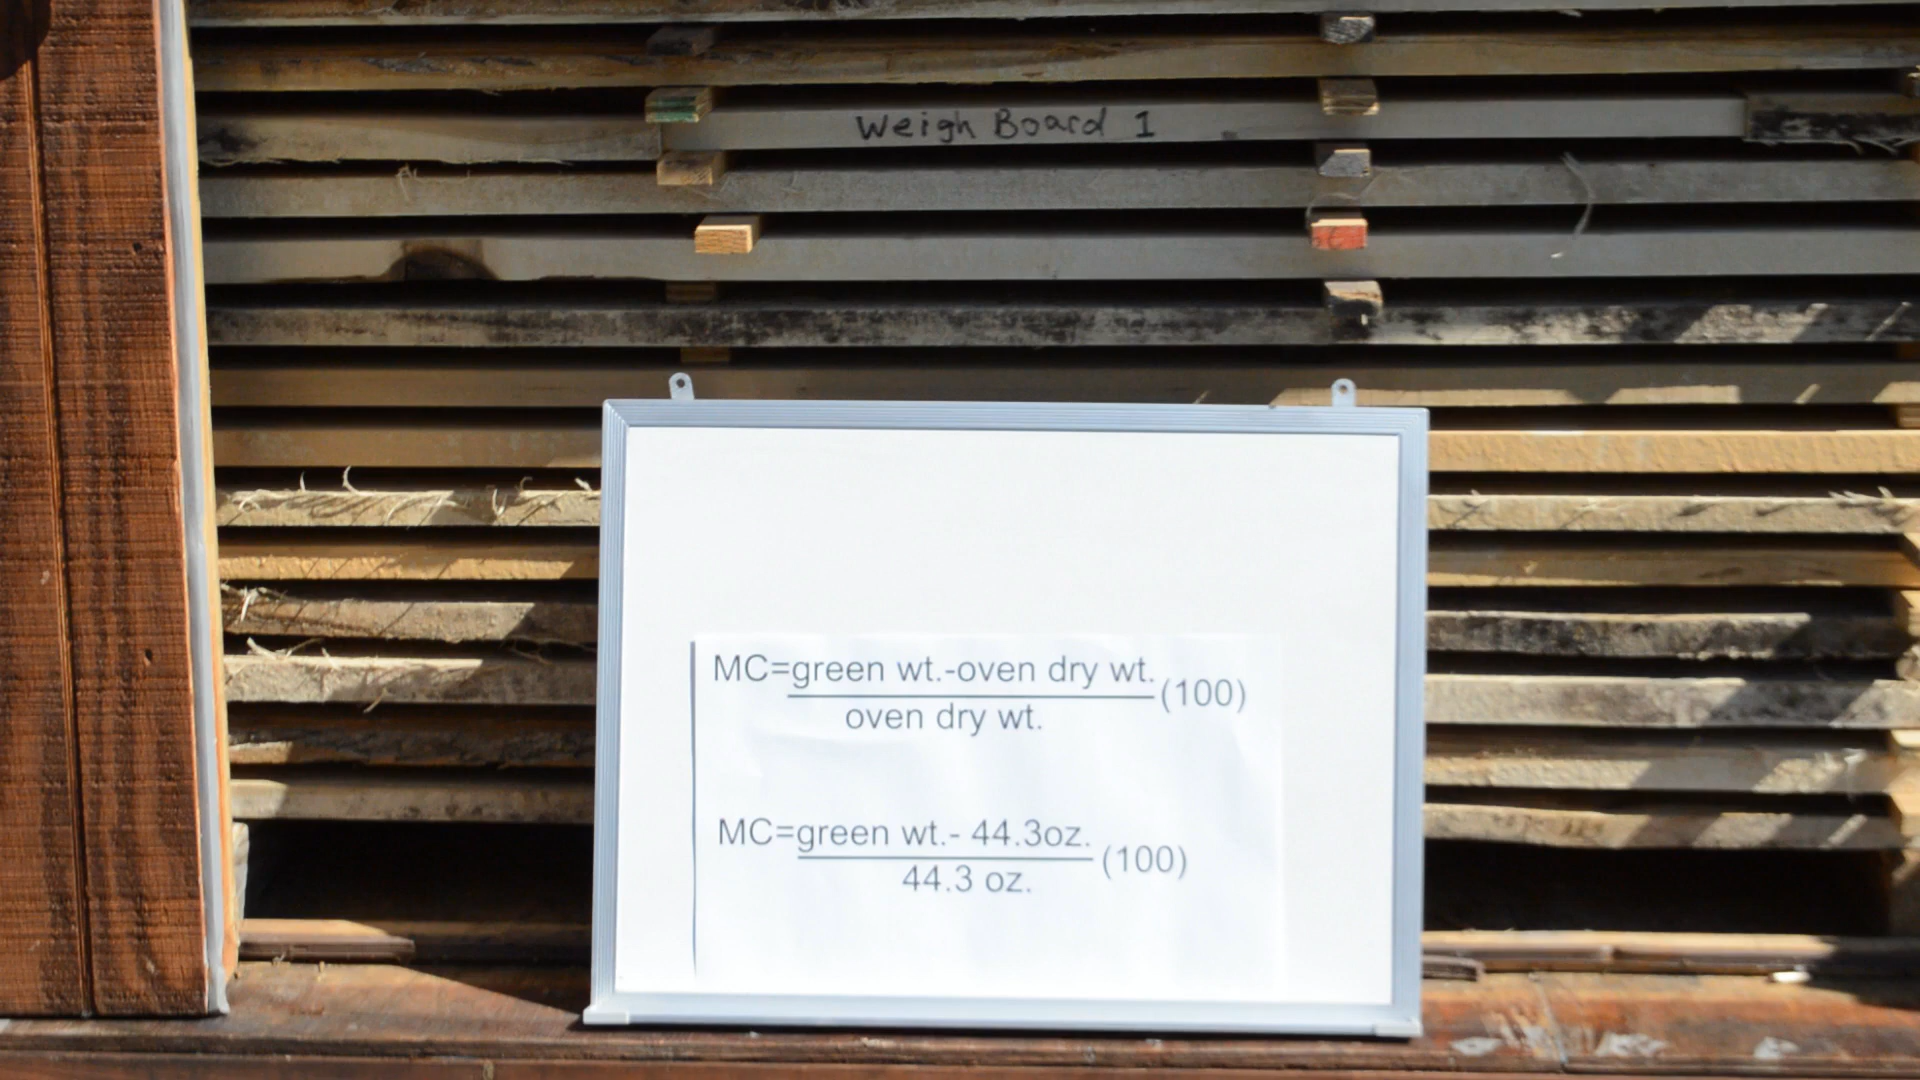 Weigh Board 1
MC=green wt.-oven dry wt. (100)
oven dry wt.
MC=green wt.- 44.3oz. (100)
44.3 oz.